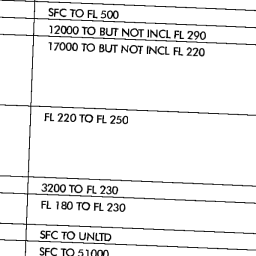 SFC TO FL 500
12000 TO BUT NOT INCL FL 290
17000 TO BUT NOT INCL FL 220
FL 220 TO FL 250
3200 TO FL 230
FL 180 TO FL 230
SFC TO UNLTD
SFC TO 51000